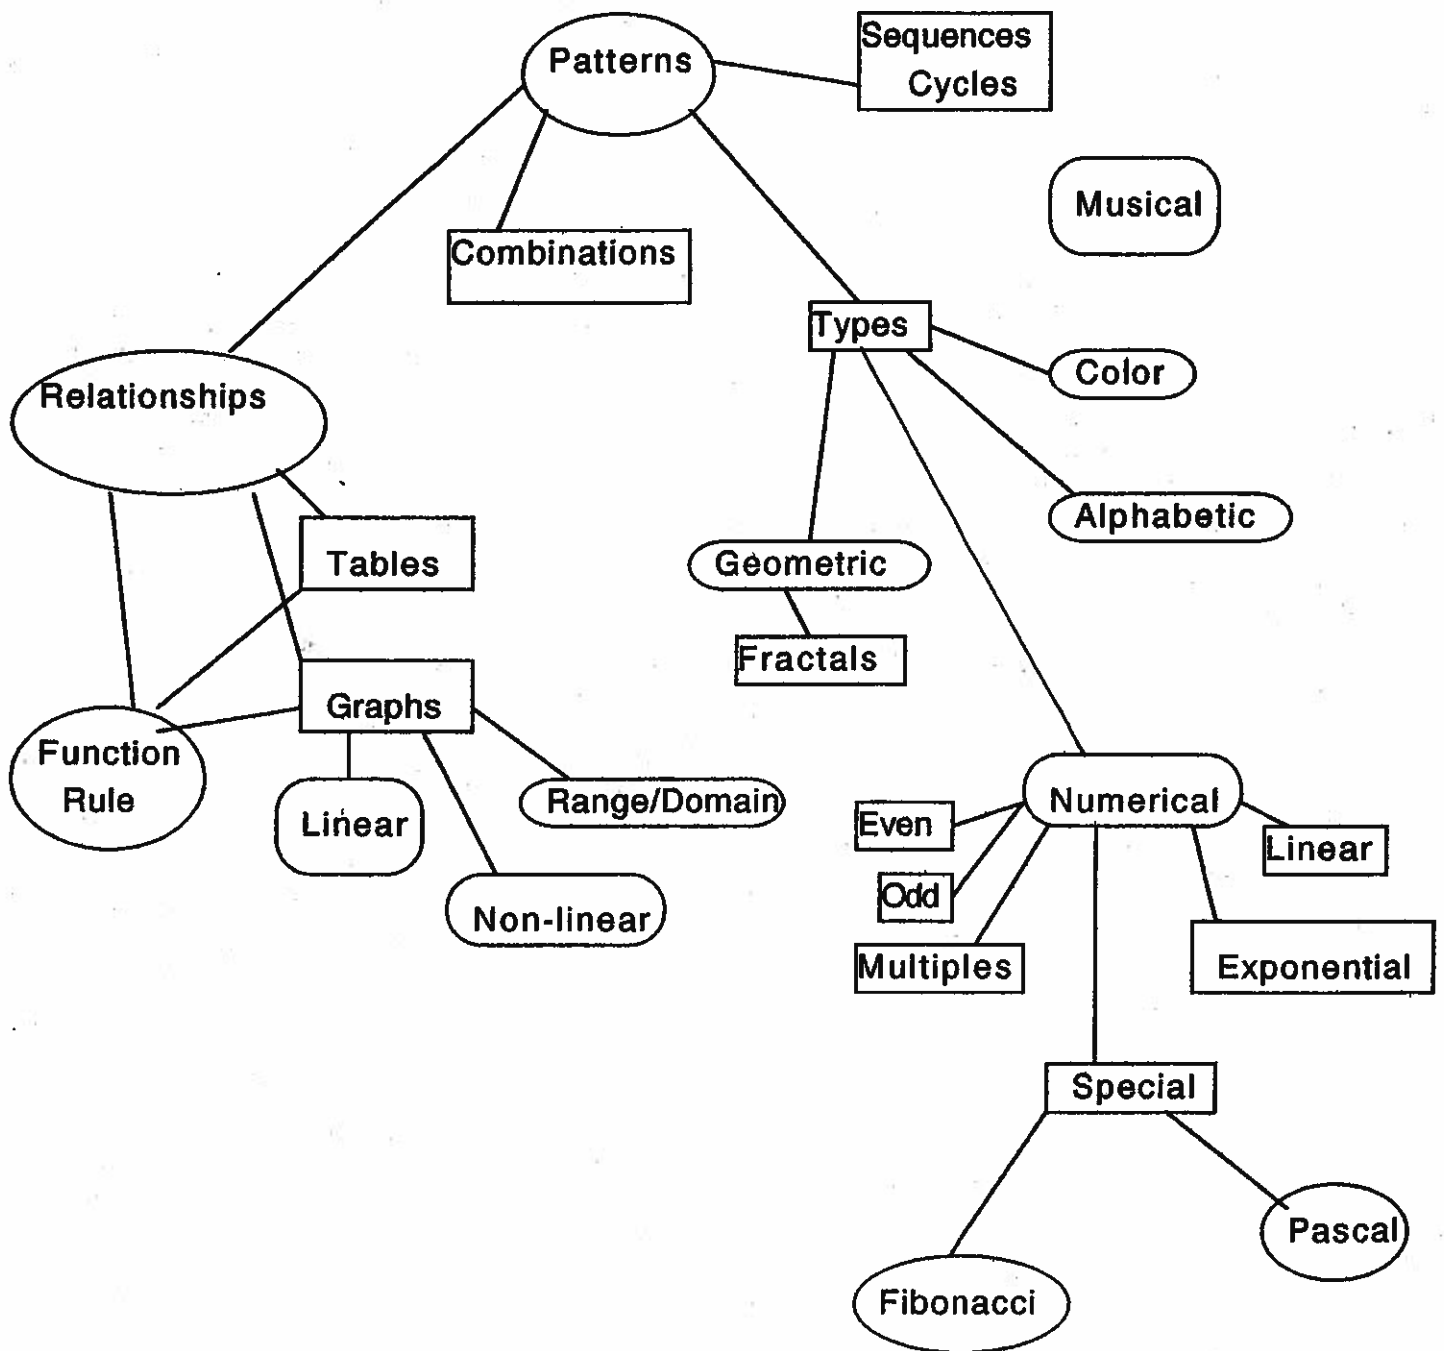 Patterns
Sequences
Cycles
Musical
Combinations
Types
Color
Relationships
Alphabetic
Tables
Geometric
Fractals
Graphs
Function
Rule
Linear
Range/Domain
Non-linear
Numerical
Even
Linear
Odd
Multiples
Exponential
Special
Pascal
Fibonacci